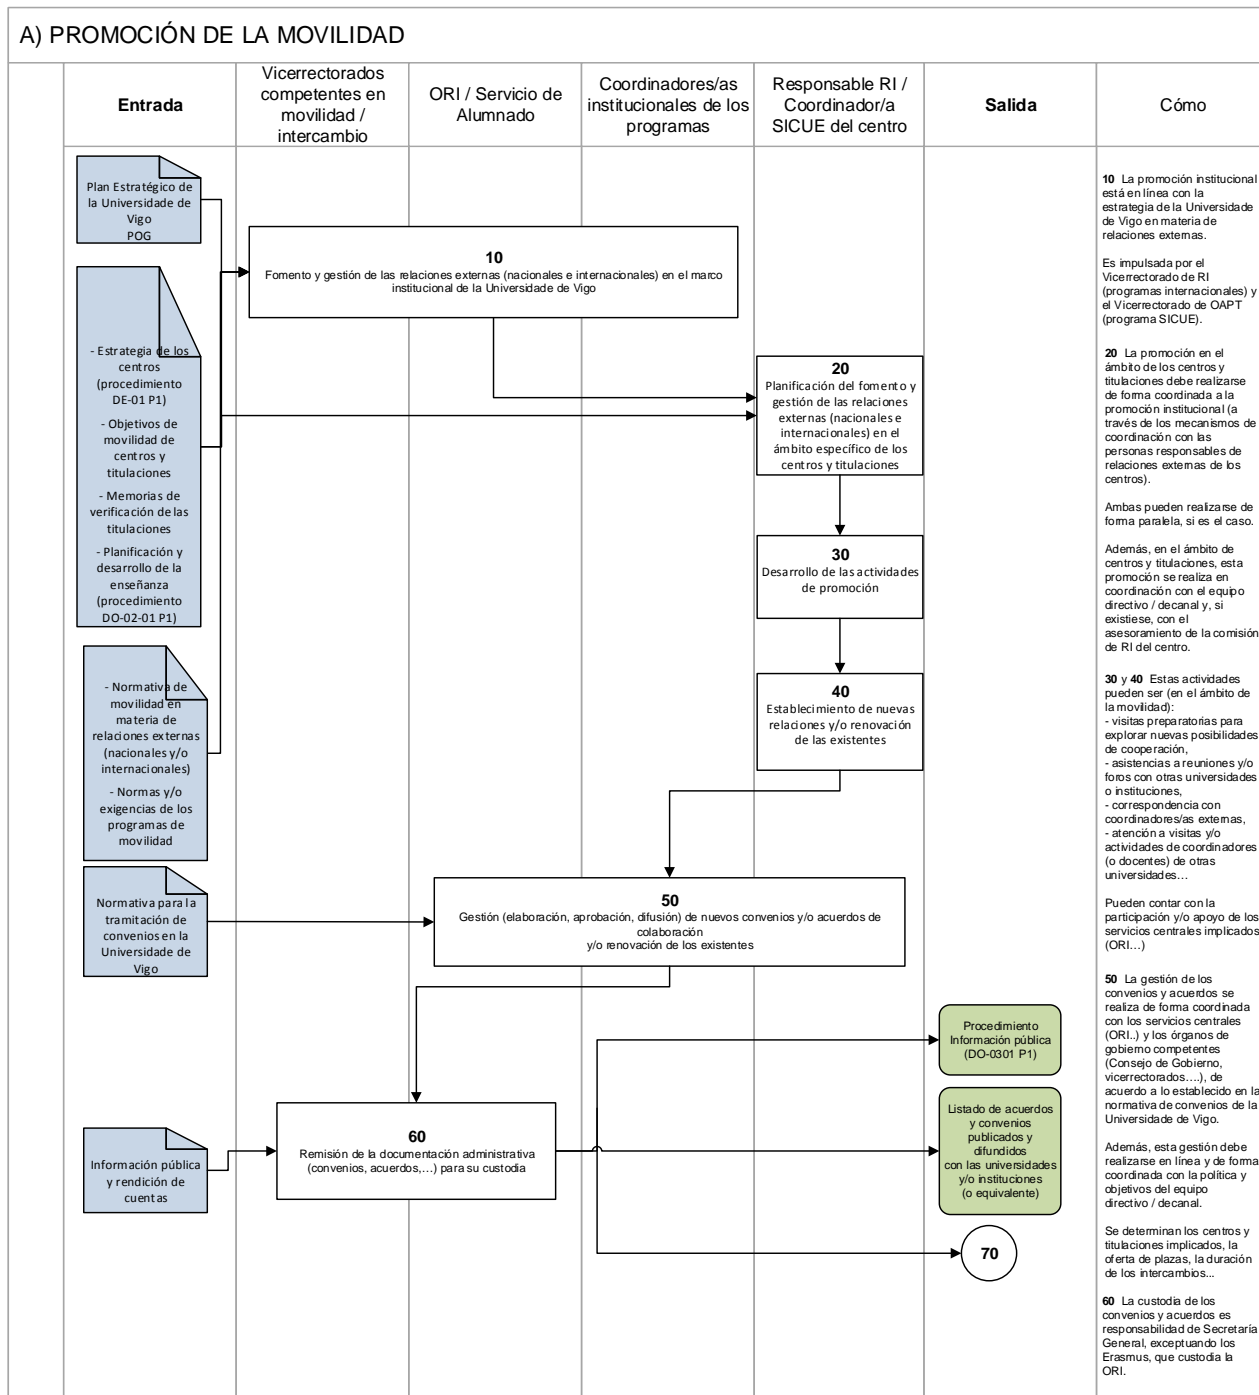 A) PROMOCIÓN DE LA MOVILIDAD
Entrada
Vicerrectorados
competentes en
movilidad /
intercambio
ORI / Servicio de
Alumnado
Coordinadores/as
institucionales de los
programas
Responsable RI /
Coordinador/a
SICUE del centro
Salida
Cómo
Plan Estratégico de
la Universidade de
Vigo
POG
- Estrategia de los
centros
(procedimiento
DE-01 P1)
- Objetivos de
movilidad de
centros y
titulaciones
- Memorias de
verificación de las
titulaciones
- Planificación y
desarrollo de la
enseñanza
(procedimiento
DO-02-01 P1)
- Normativa de
movilidad en
materia de
relaciones externas
(nacionales y/o
internacionales)
- Normas y/o
exigencias de los
programas de
movilidad
Normativa para la
tramitación de
convenios en la
Universidade de
Vigo
Información pública
y rendición de
cuentas
10
Fomento y gestión de las relaciones externas (nacionales e internacionales) en el marco
institucional de la Universidade de Vigo
20
Planificación del fomento y
gestión de las relaciones
externas (nacionales e
internacionales) en el
ámbito específico de los
centros y titulaciones
30
Desarrollo de las actividades
de promoción
40
Establecimiento de nuevas
relaciones y/o renovación
de las existentes
50
Gestión (elaboración, aprobación, difusión) de nuevos convenios y/o acuerdos de
colaboración
y/o renovación de los existentes
60
Remisión de la documentación administrativa
(convenios, acuerdos,...) para su custodia
Procedimiento
Información pública
(DO-0301 P1)
Listado de acuerdos
y convenios
publicados y
difundidos
con las universidades
y/o instituciones
(o equivalente)
70
10 La promoción institucional
está en línea con la
estrategia de la Universidade
de Vigo en materia de
relaciones externas.
Es impulsada por el
Vicerrectorado de RI
(programas internacionales) y
el Vicerrectorado de OAPT
(programa SICUE).
20 La promoción en el
ámbito de los centros y
titulaciones debe realizarse
de forma coordinada a la
promoción institucional (a
través de los mecanismos de
coordinación con las
personas responsables de
relaciones externas de los
centros).
Ambas pueden realizarse de
forma paralela, si es el caso.
Además, en el ámbito de
centros y titulaciones, esta
promoción se realiza en
coordinación con el equipo
directivo / decanal y, si
existiese, con el
asesoramiento de la comisión
de RI del centro.
30 y 40 Estas actividades
pueden ser (en el ámbito de
la movilidad):
- visitas preparatorias para
explorar nuevas posibilidades
de cooperación,
- asistencias a reuniones y/o
foros con otras universidades
o instituciones,
- correspondencia con
coordinadores/as externas,
- atención a visitas y/o
actividades de coordinadores
(o docentes) de otras
universidades...
Pueden contar con la
participación y/o apoyo de los
servicios centrales implicados
(ORI...)
50 La gestión de los
convenios y acuerdos se
realiza de forma coordinada
con los servicios centrales
(ORI..) y los órganos de
gobierno competentes
(Consejo de Gobierno,
vicerrectorados....), de
acuerdo a lo establecido en la
normativa de convenios de la
Universidade de Vigo.
Además, esta gestión debe
realizarse en línea y de forma
coordinada con la política y
objetivos del equipo
directivo / decanal.
Se determinan los centros y
titulaciones implicados, la
oferta de plazas, la duración
de los intercambios...
60 La custodia de los
convenios y acuerdos es
responsabilidad de Secretaría
General, exceptuando los
Erasmus, que custodia la
ORI.